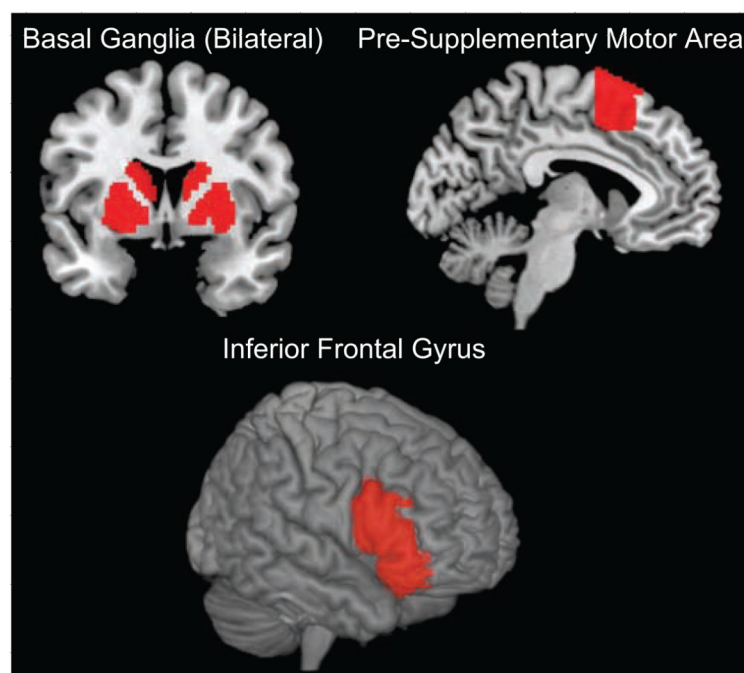 Basal Ganglia (Bilateral)
Pre-Supplementary Motor Area
Inferior Frontal Gyrus